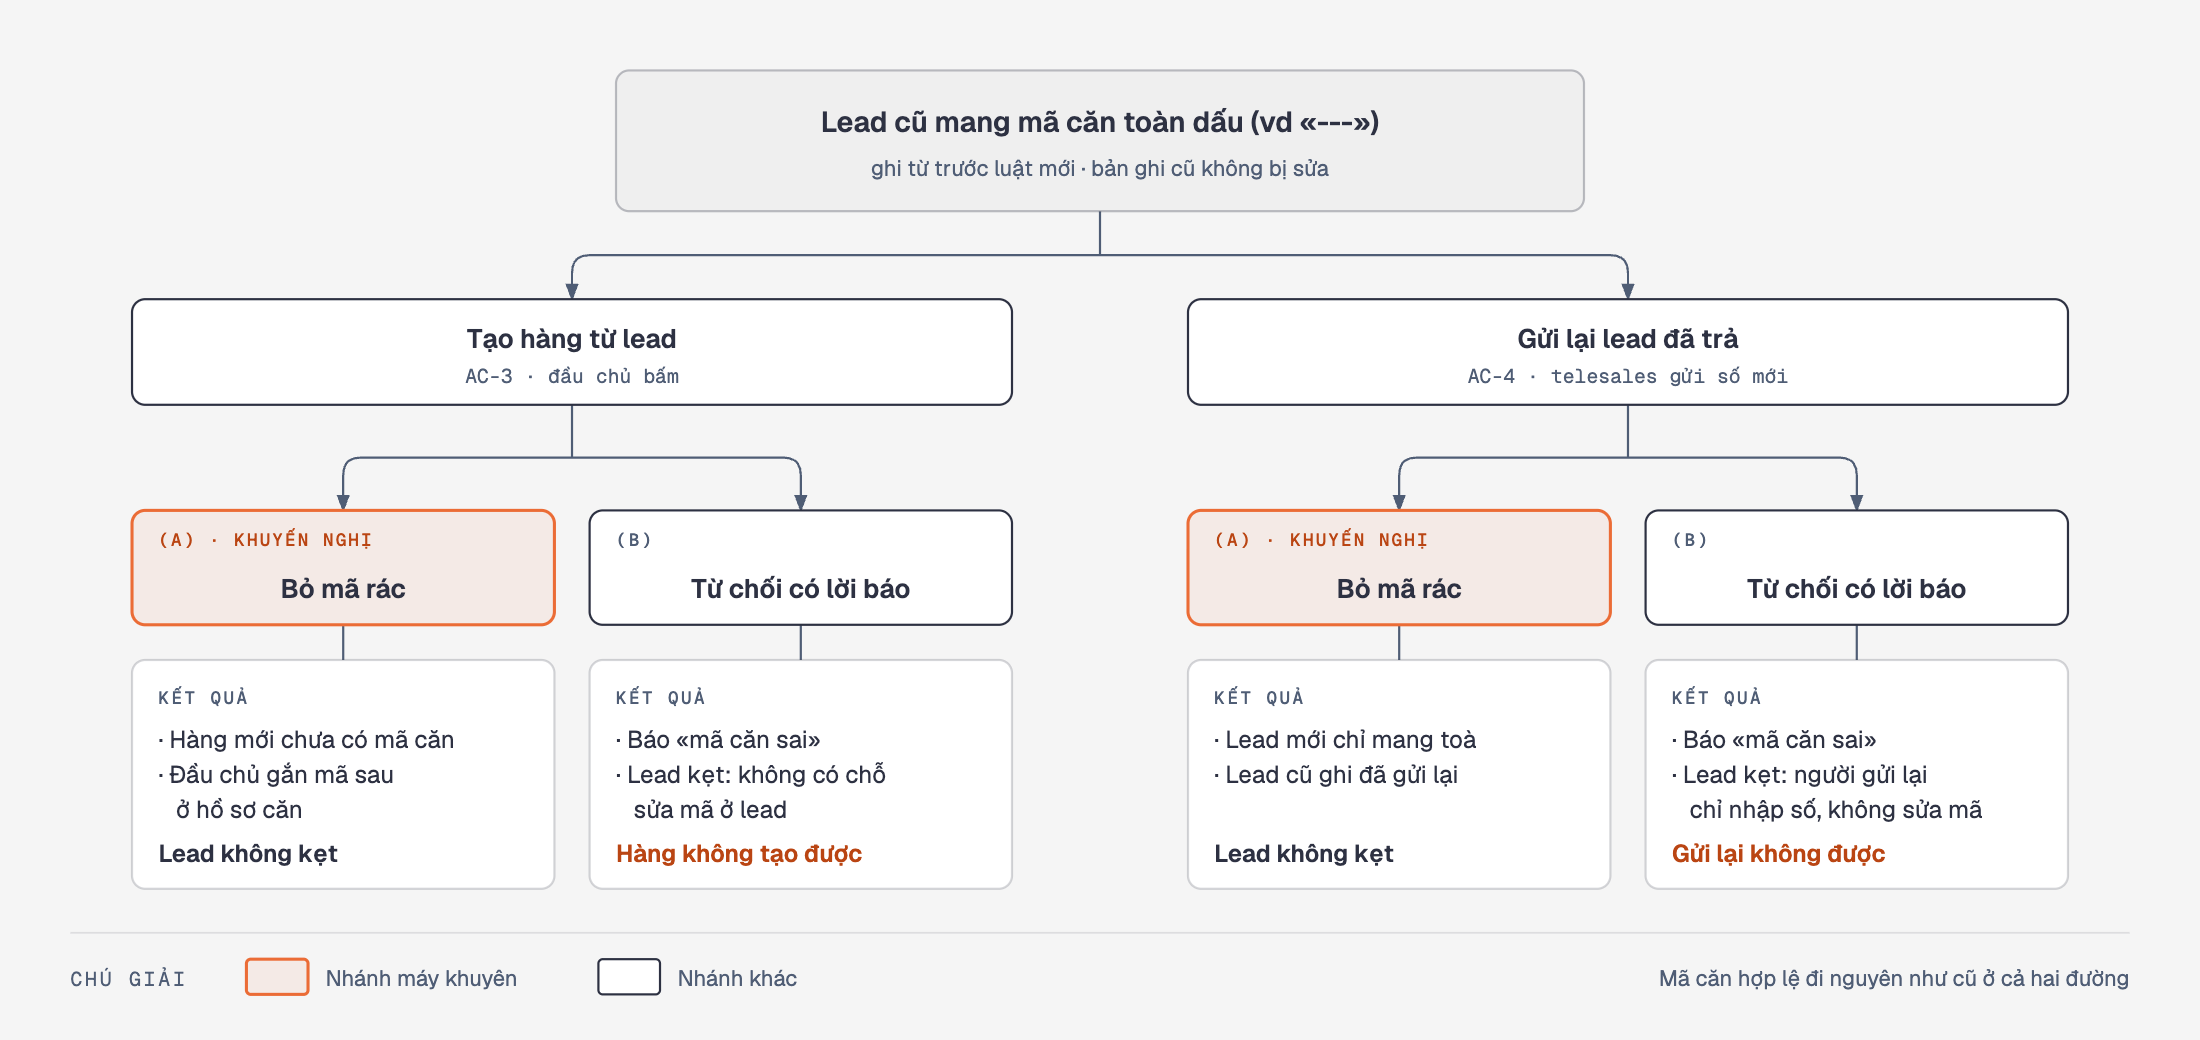 Lead cũ mang mã căn toàn dấu (vd «---»)
ghi từ trước luật mới · bản ghi cũ không bị sửa
Tạo hàng từ lead
AC-3 · đầu chủ bấm
Gửi lại lead đã trả
AC-4 · telesales gửi số mới
(A) · KHUYẾN NGHỊ
Bỏ mã rác
(B)
Từ chối có lời báo
(A) · KHUYẾN NGHỊ
Bỏ mã rác
(B)
Từ chối có lời báo
KẾT QUẢ
· Hàng mới chưa có mã căn
· Đầu chủ gắn mã sau
ở hồ sơ căn
Lead không kẹt
KẾT QUẢ
· Báo «mã căn sai»
· Lead kẹt: không có chỗ
sửa mã ở lead
Hàng không tạo được
KẾT QUẢ
· Lead mới chỉ mang toà
· Lead cũ ghi đã gửi lại
Lead không kẹt
KẾT QUẢ
· Báo «mã căn sai»
· Lead kẹt: người gửi lại
chỉ nhập số, không sửa mã
Gửi lại không được
CHÚ GIẢI
Nhánh máy khuyên
Nhánh khác
Mã căn hợp lệ đi nguyên như cũ ở cả hai đường